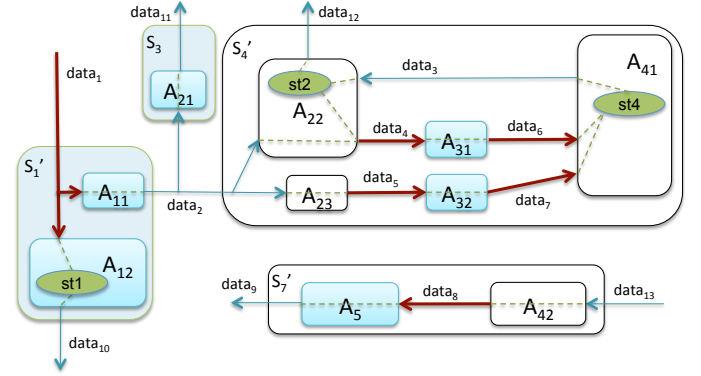 data₁₁
data₁₂
S₃
S₄′
data₁
A₂₁
st2
A₂₂
data₃
A₄₁
st4
data₄
A₃₁
data₆
S₁′
A₁₁
data₂
A₂₃
data₅
A₃₂
data₇
A₁₂
st1
data₁₀
data₉
S₇′
A₅
data₈
A₄₂
data₁₃